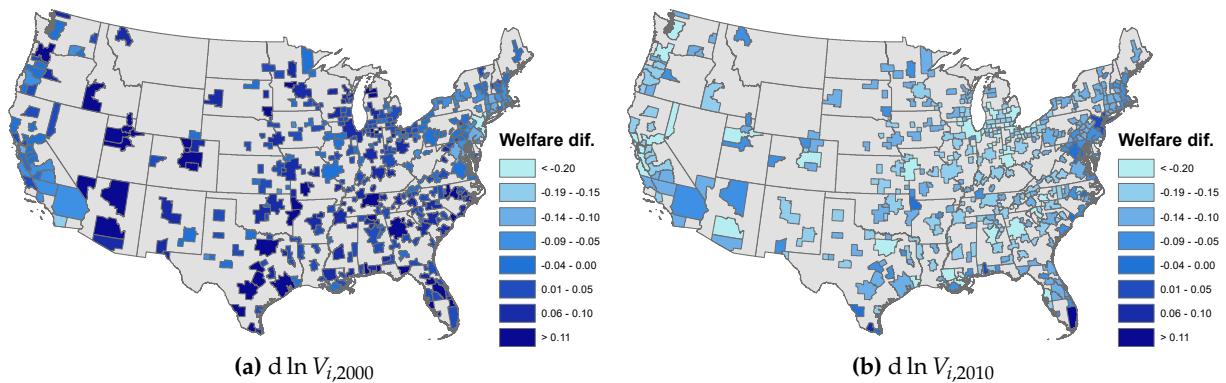 Welfare dif.
< -0.20
-0.19 - -0.15
-0.14 - -0.10
-0.09 - -0.05
-0.04 - 0.00
0.01 - 0.05
0.06 - 0.10
> 0.11
(a) d ln V_{i,2000}
Welfare dif.
< -0.20
-0.19 - -0.15
-0.14 - -0.10
-0.09 - -0.05
-0.04 - 0.00
0.01 - 0.05
0.06 - 0.10
> 0.11
(b) d ln V_{i,2010}